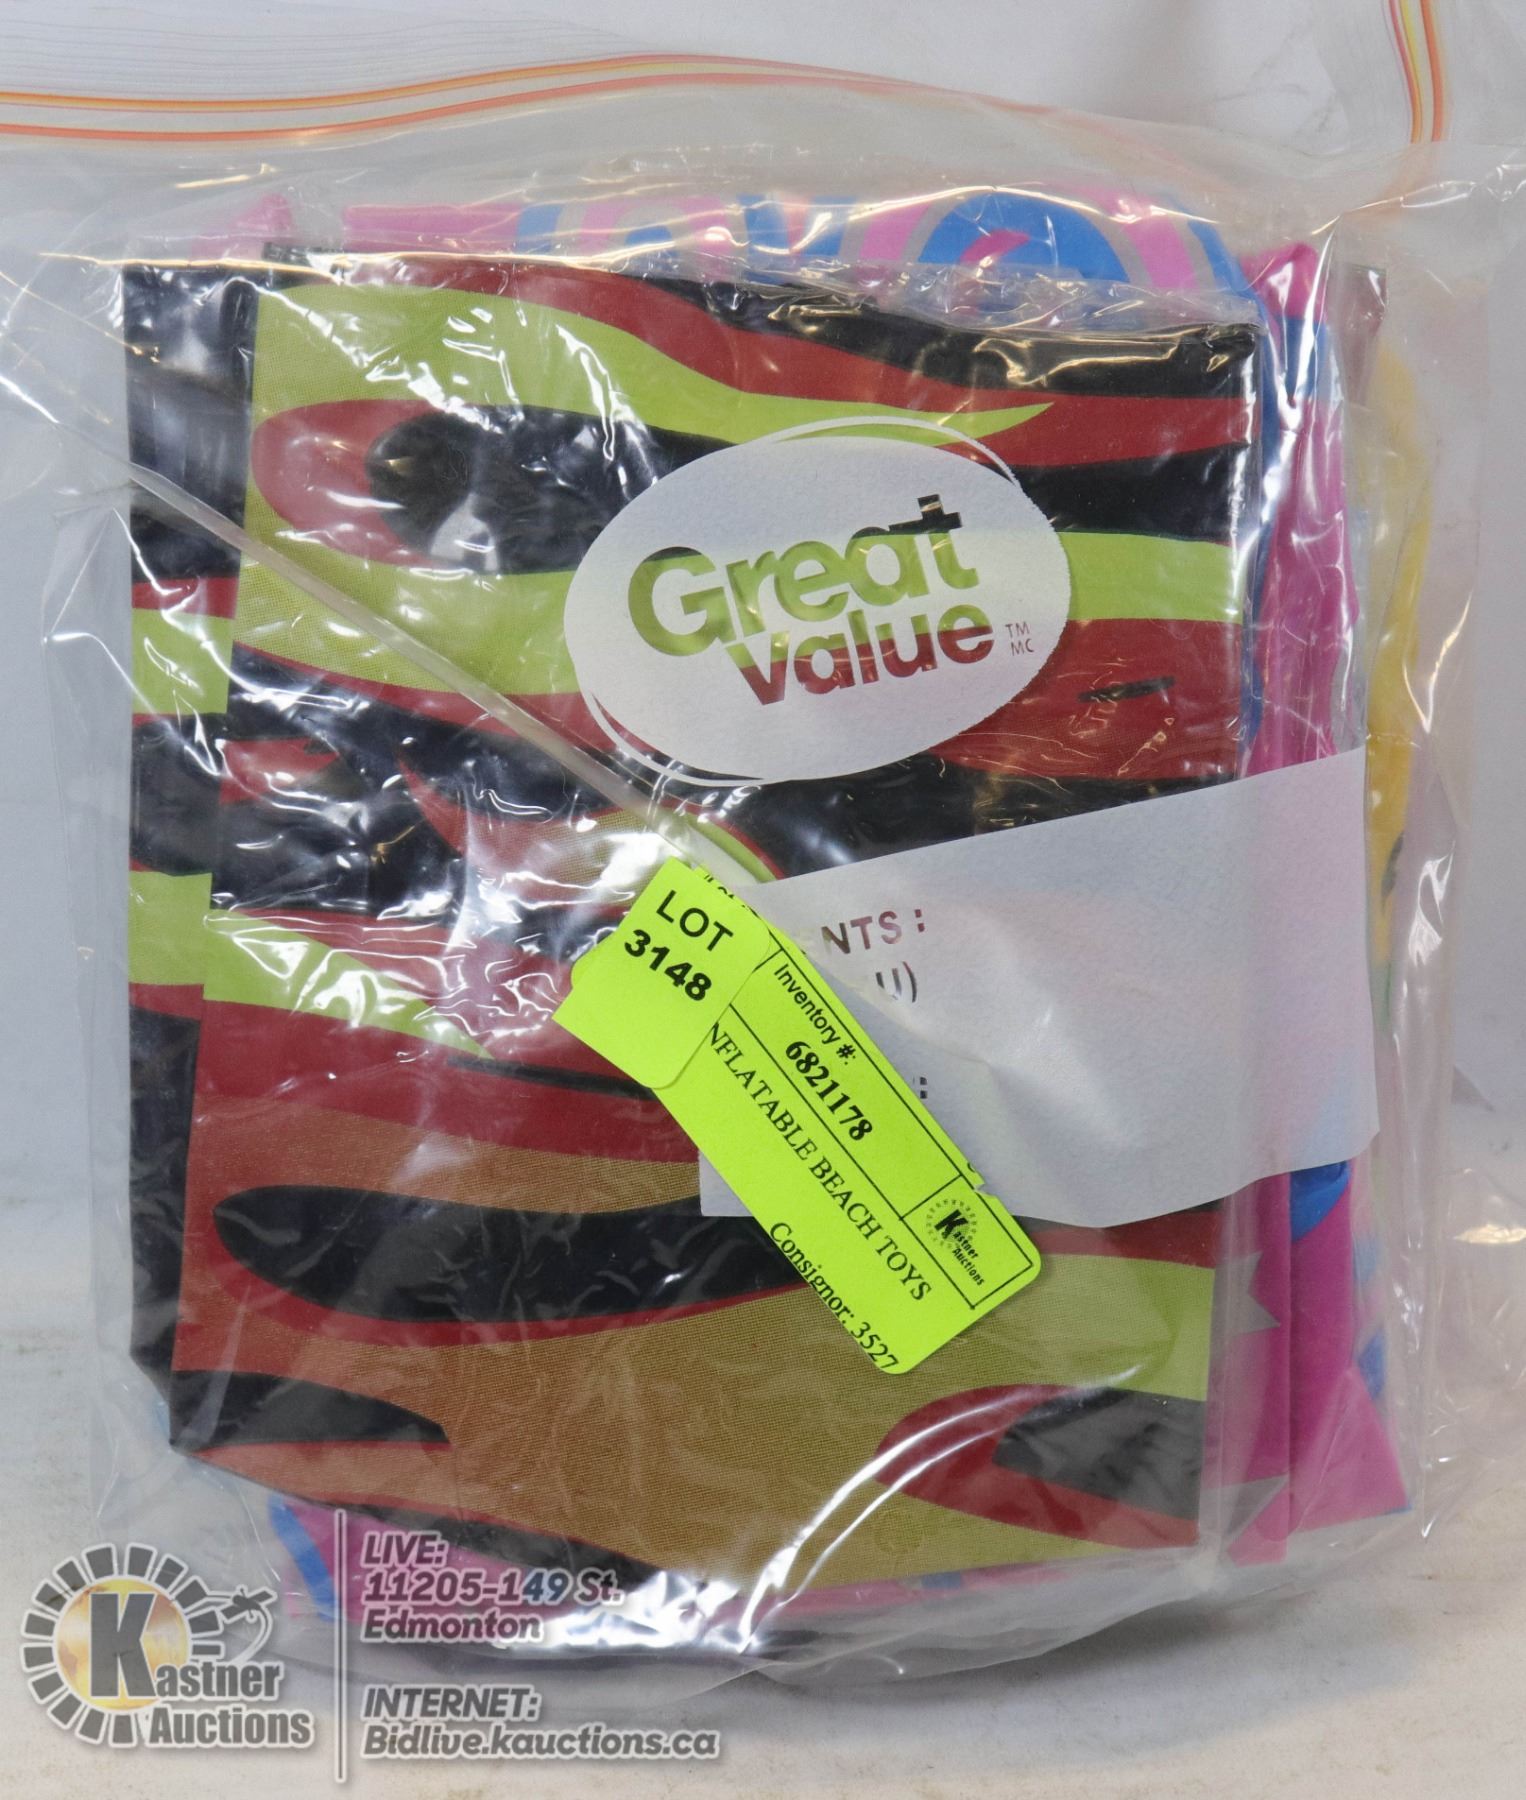 Great
Value
TM
MC
ENTS :
U)
LOT
3148
Inventory #:
6821178
NFLATABLE BEACH TOYS
Consignor: 3527
Kastner
Auctions
Kastner
Auctions
LIVE:
11205-149 St.
Edmonton
INTERNET:
Bidlive.kauctions.ca